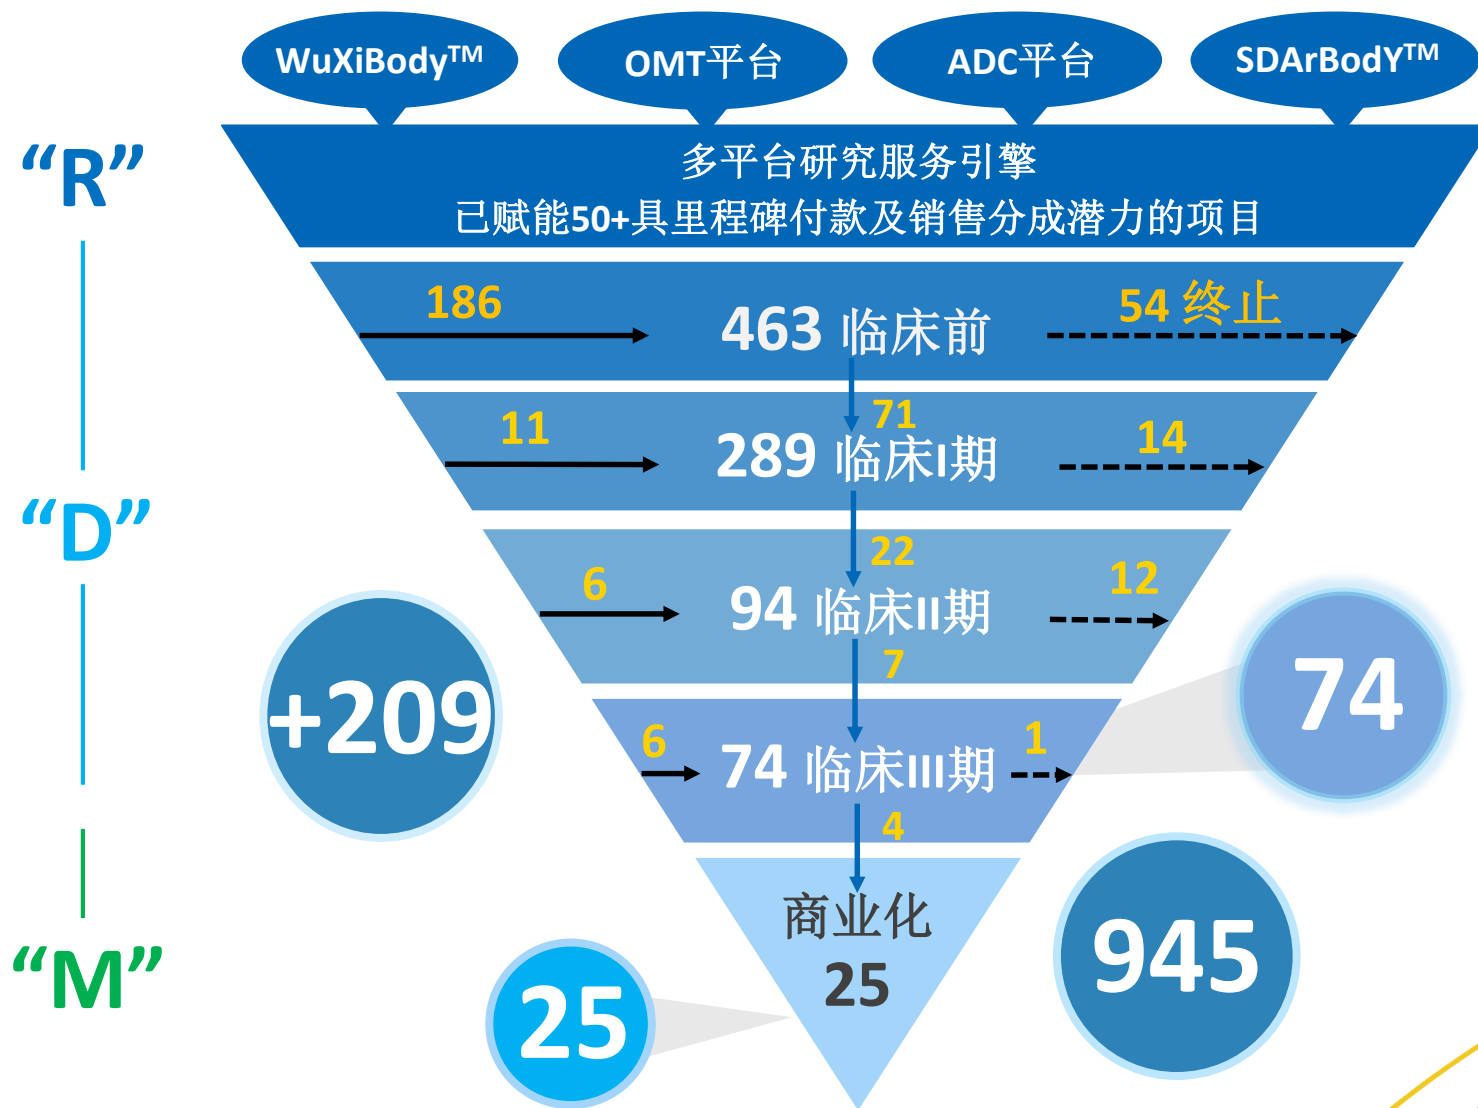 WuXiBody™
OMT平台
ADC平台
SDArBodY™
“R”
多平台研究服务引擎
已赋能50+具里程碑付款及销售分成潜力的项目
186
463 临床前
54 终止
71
11
289 临床I期
14
“D”
22
6
94 临床II期
12
7
+209
74
6
74 临床III期
1
4
商业化
25
“M”
25
945